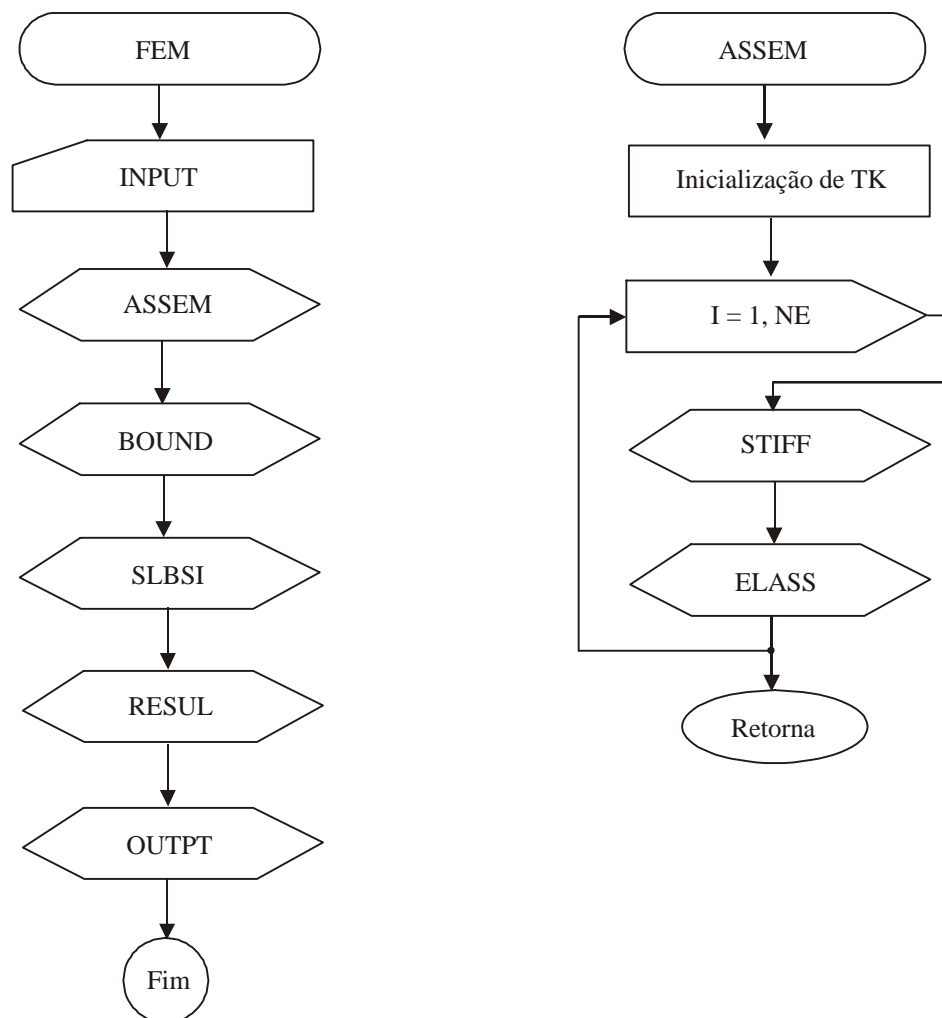 FEM
INPUT
ASSEM
BOUND
SLBSI
RESUL
OUTPT
Fim
ASSEM
Inicialização de TK
I = 1, NE
STIFF
ELASS
Retorna